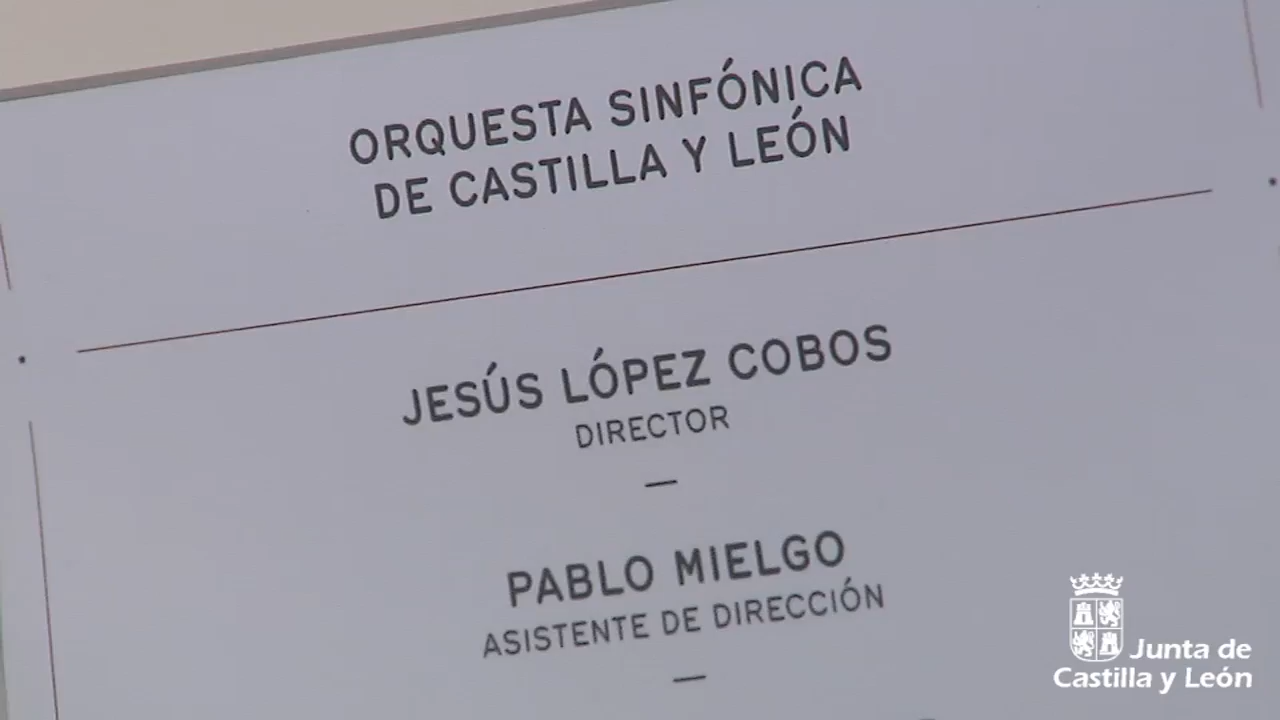 ORQUESTA SINFÓNICA
DE CASTILLA Y LEÓN
JESÚS LÓPEZ COBOS
DIRECTOR
—
PABLO MIELGO
ASISTENTE DE DIRECCIÓN
—
Junta de
Castilla y León